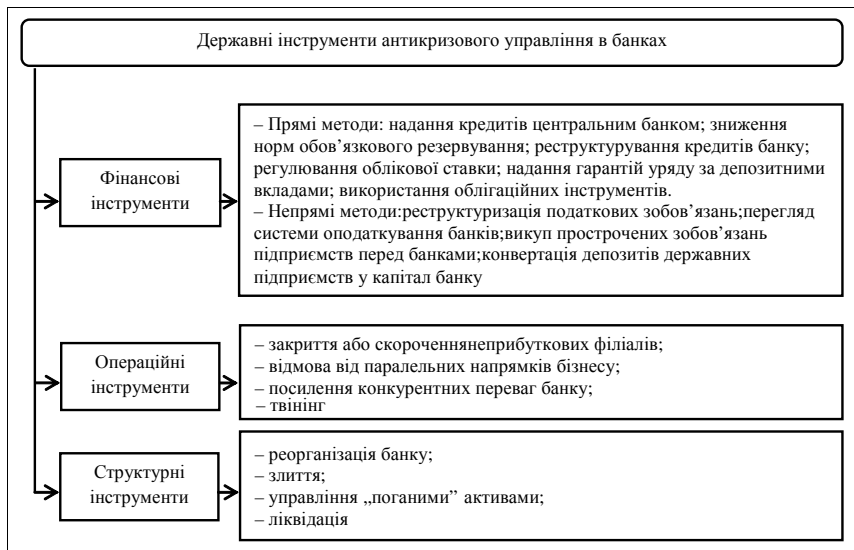 Державні інструменти антикризового управління в банках
Фінансові
інструменти
– Прямі методи: надання кредитів центральним банком; зниження
норм обов’язкового резервування; реструктурування кредитів банку;
регулювання облікової ставки; надання гарантій уряду за депозитними
вкладами; використання облігаційних інструментів.
– Непрямі методи:реструктуризація податкових зобов’язань;перегляд
системи оподаткування банків;викуп прострочених зобов’язань
підприємств перед банками;конвертація депозитів державних
підприємств у капітал банку
Операційні
інструменти
– закриття або скороченнянеприбуткових філіалів;
– відмова від паралельних напрямків бізнесу;
– посилення конкурентних переваг банку;
– твінінг
Структурні
інструменти
– реорганізація банку;
– злиття;
– управління „поганими” активами;
– ліквідація